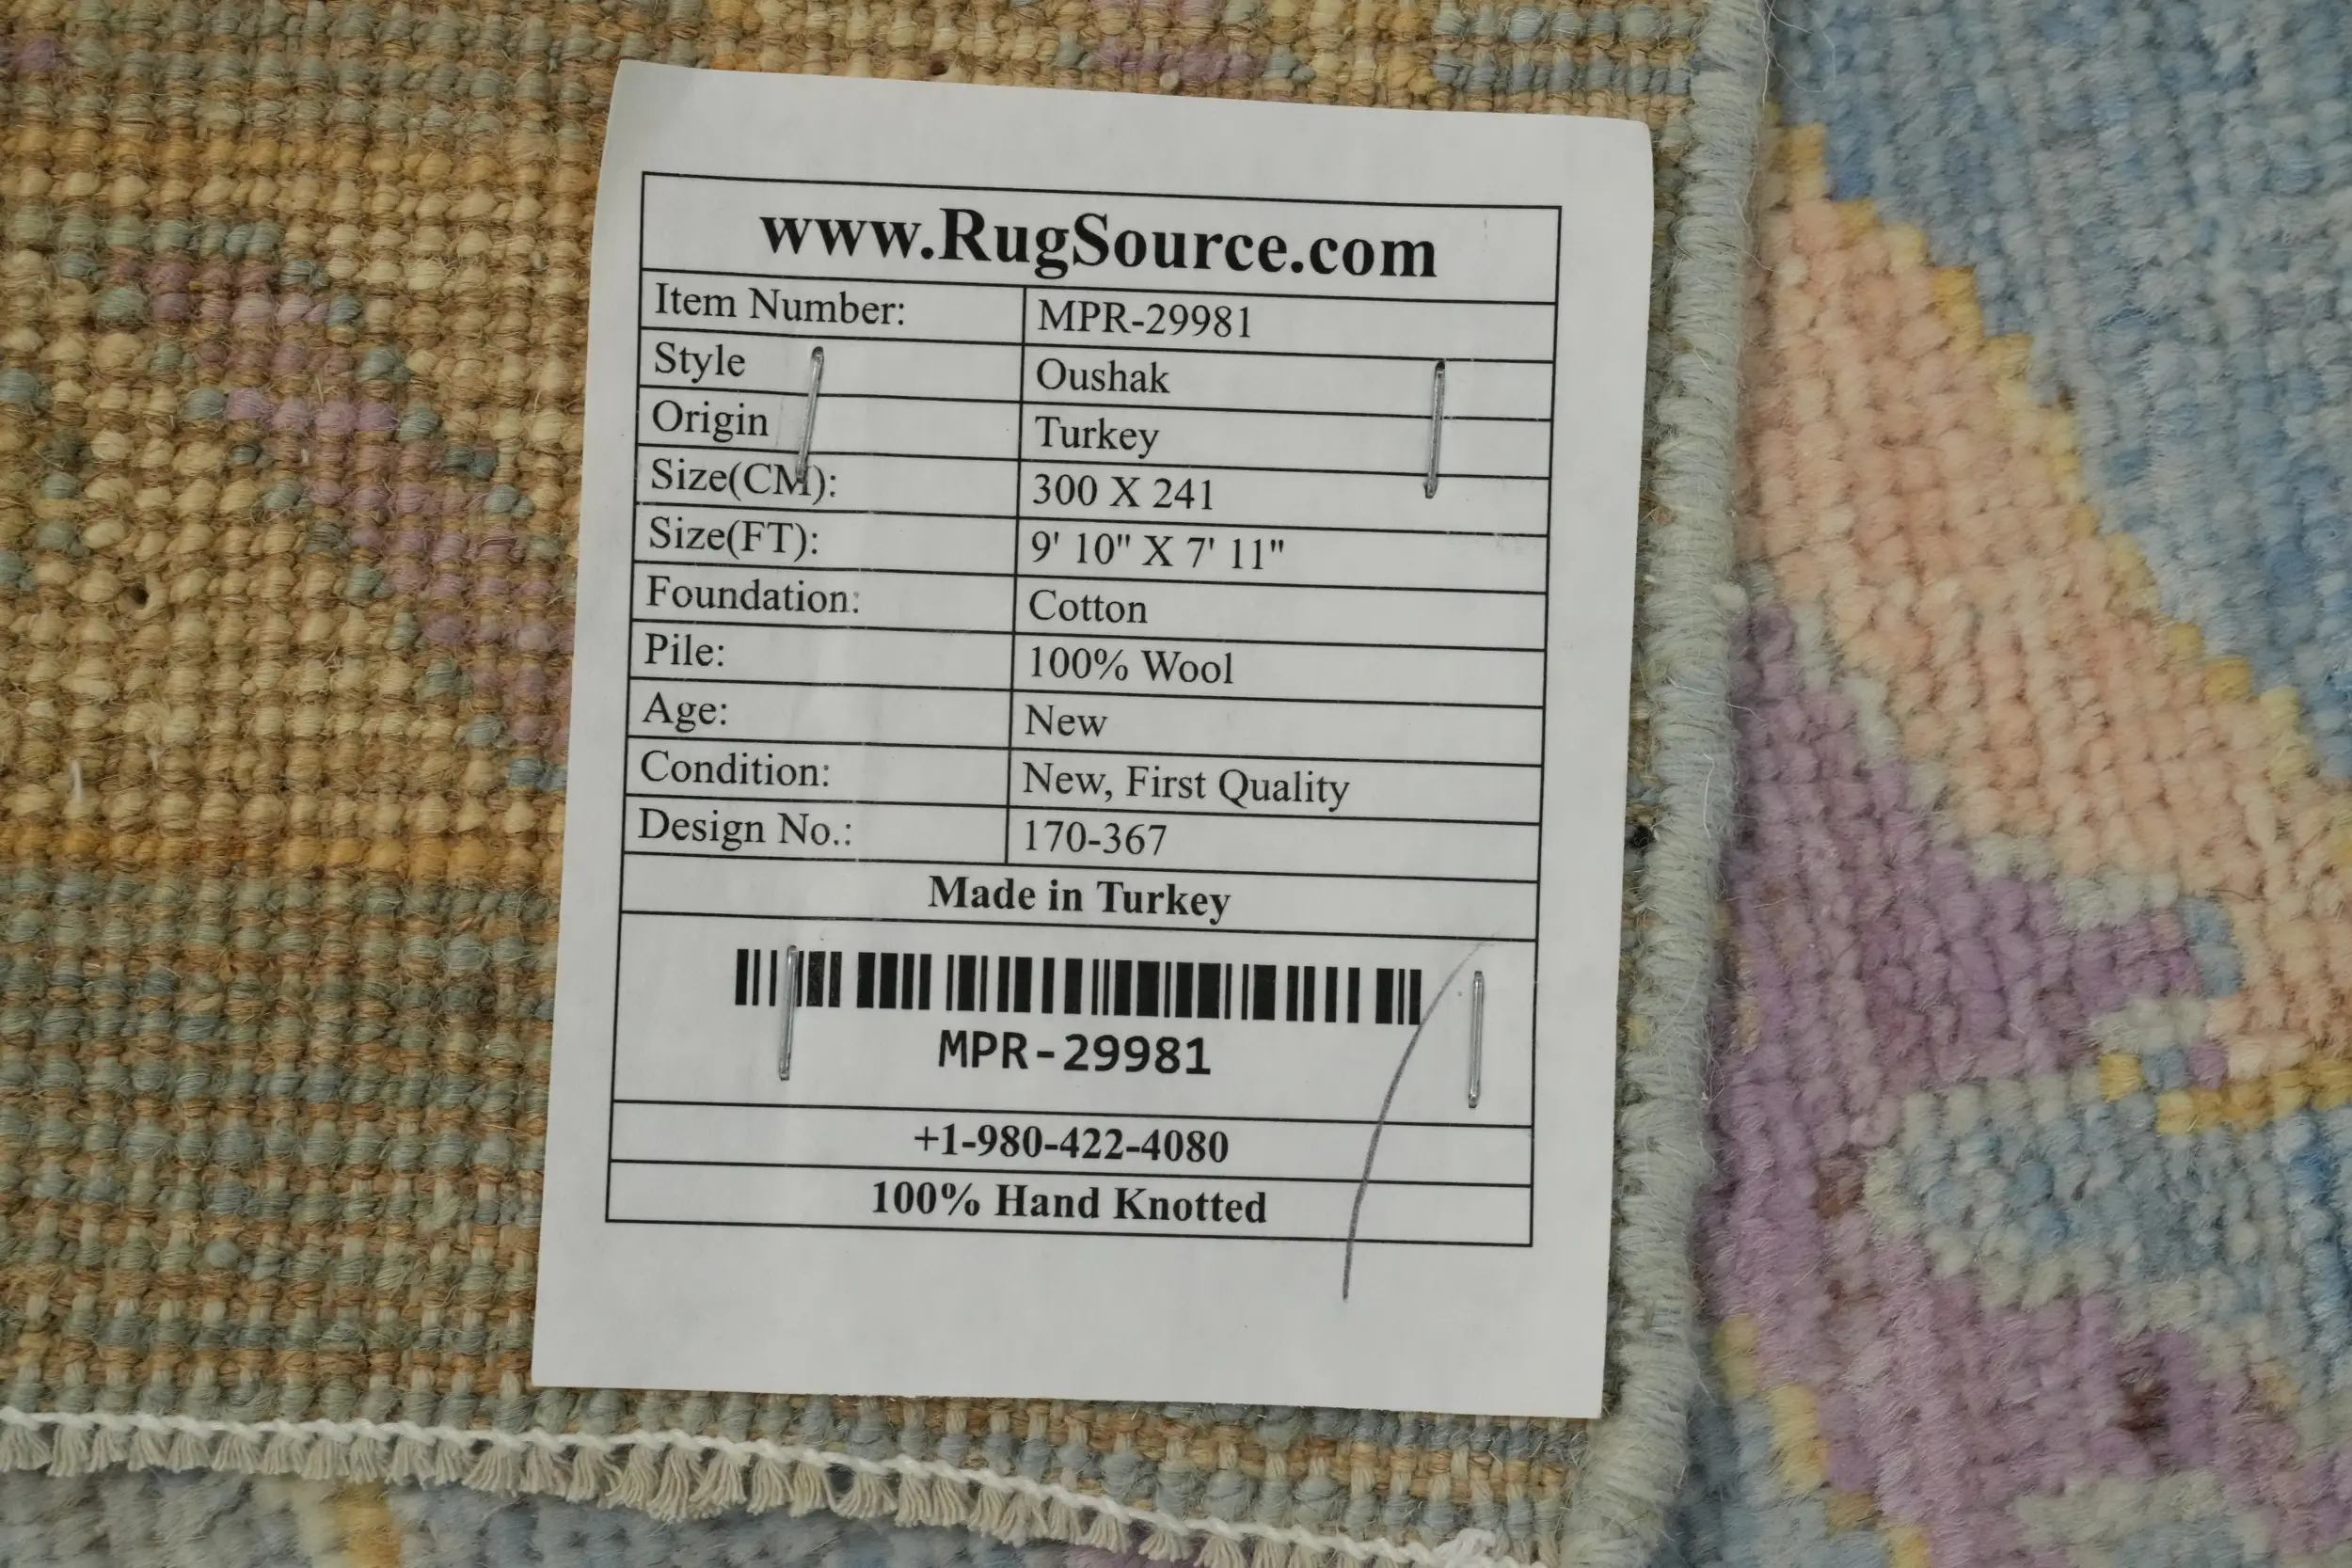 www.RugSource.com
Item Number: MPR-29981
Style Oushak
Origin Turkey
Size(CM): 300 X 241
Size(FT): 9' 10" X 7' 11"
Foundation: Cotton
Pile: 100% Wool
Age: New
Condition: New, First Quality
Design No.: 170-367
Made in Turkey
MPR-29981
+1-980-422-4080
100% Hand Knotted